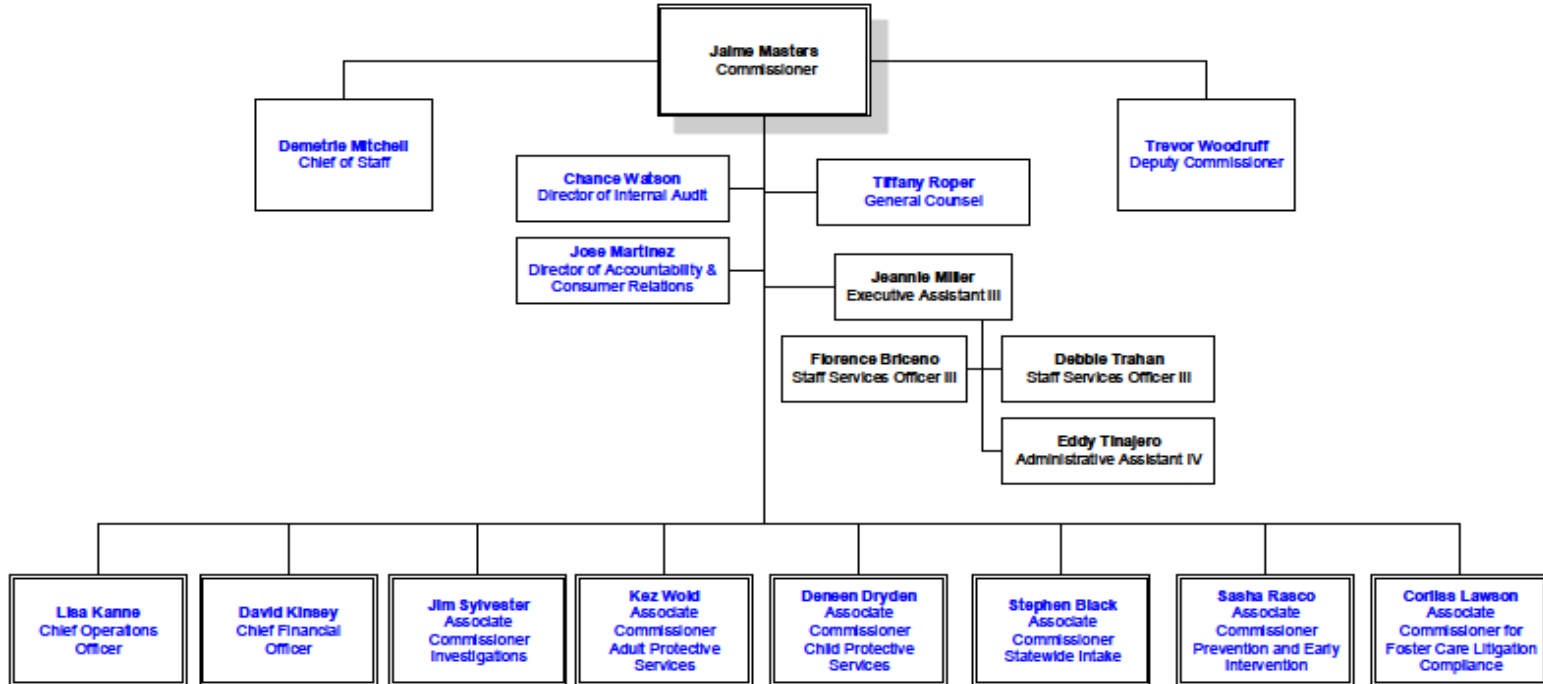 Jaime Masters
Commissioner
Demetrie Mitchell
Chief of Staff
Trevor Woodruff
Deputy Commissioner
Chance Watson
Director of Internal Audit
Tiffany Roper
General Counsel
Jose Martinez
Director of Accountability &
Consumer Relations
Jeannie Miller
Executive Assistant III
Florence Briceno
Staff Services Officer III
Debbie Trahan
Staff Services Officer III
Eddy Tinajero
Administrative Assistant IV
Lisa Kanne
Chief Operations
Officer
David Kinsey
Chief Financial
Officer
Jim Sylvester
Associate
Commissioner
Investigations
Kez Wold
Associate
Commissioner
Adult Protective
Services
Deneen Dryden
Associate
Commissioner
Child Protective
Services
Stephen Black
Associate
Commissioner
Statewide Intake
Sasha Rasco
Associate
Commissioner
Prevention and Early
Intervention
Corliss Lawson
Associate
Commissioner for
Foster Care Litigation
Compliance